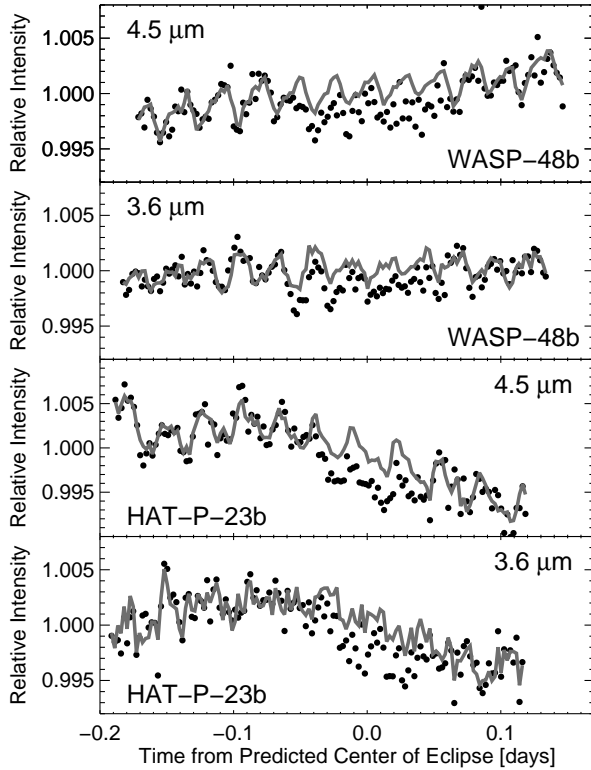 Relative Intensity
1.005
1.000
0.995
4.5 μm
WASP−48b
Relative Intensity
1.005
1.000
0.995
3.6 μm
WASP−48b
Relative Intensity
1.005
1.000
0.995
4.5 μm
HAT−P−23b
Relative Intensity
1.005
1.000
0.995
3.6 μm
HAT−P−23b
−0.2
−0.1
0.0
0.1
Time from Predicted Center of Eclipse [days]